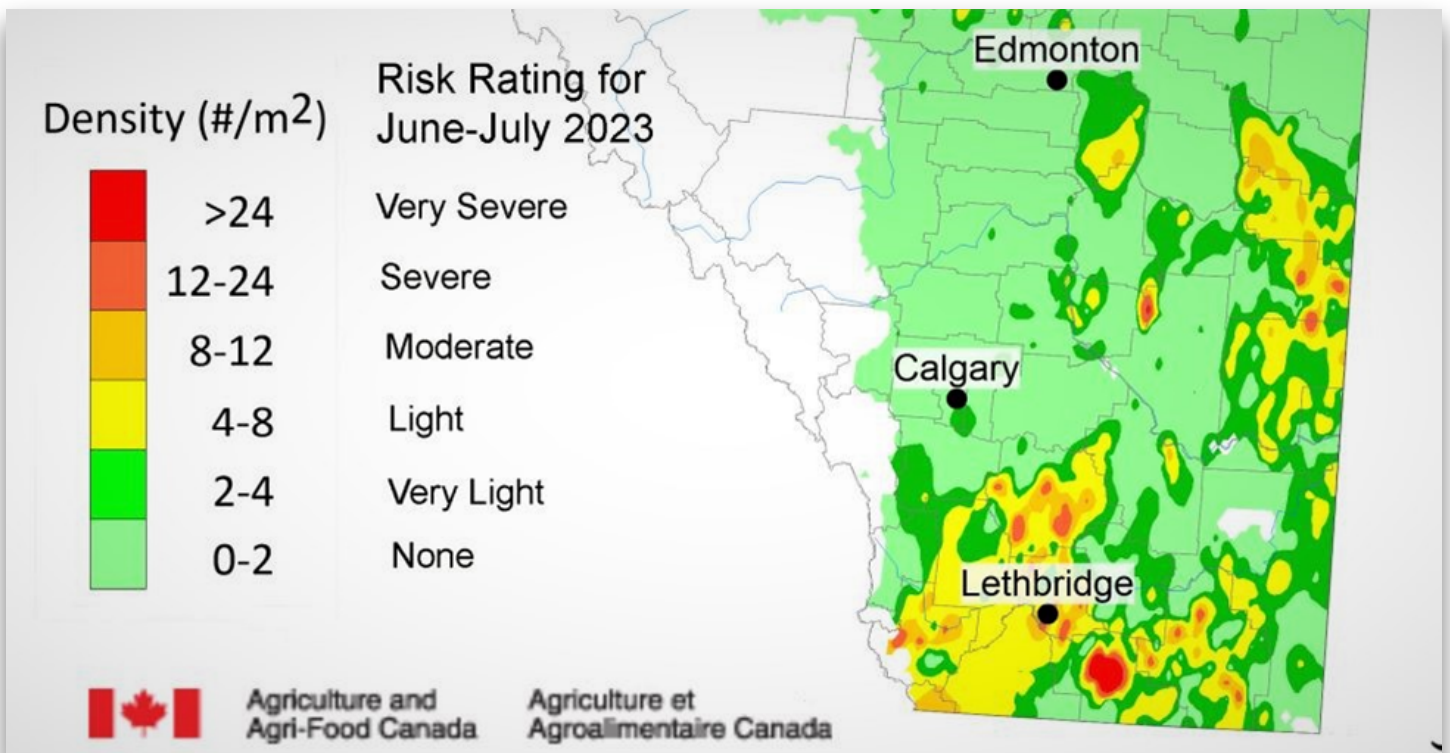 Density (#/m2)
Risk Rating for
June-July 2023
>24 Very Severe
12-24 Severe
8-12 Moderate
4-8 Light
2-4 Very Light
0-2 None
Edmonton
Calgary
Lethbridge
Agriculture and
Agri-Food Canada
Agriculture et
Agroalimentaire Canada